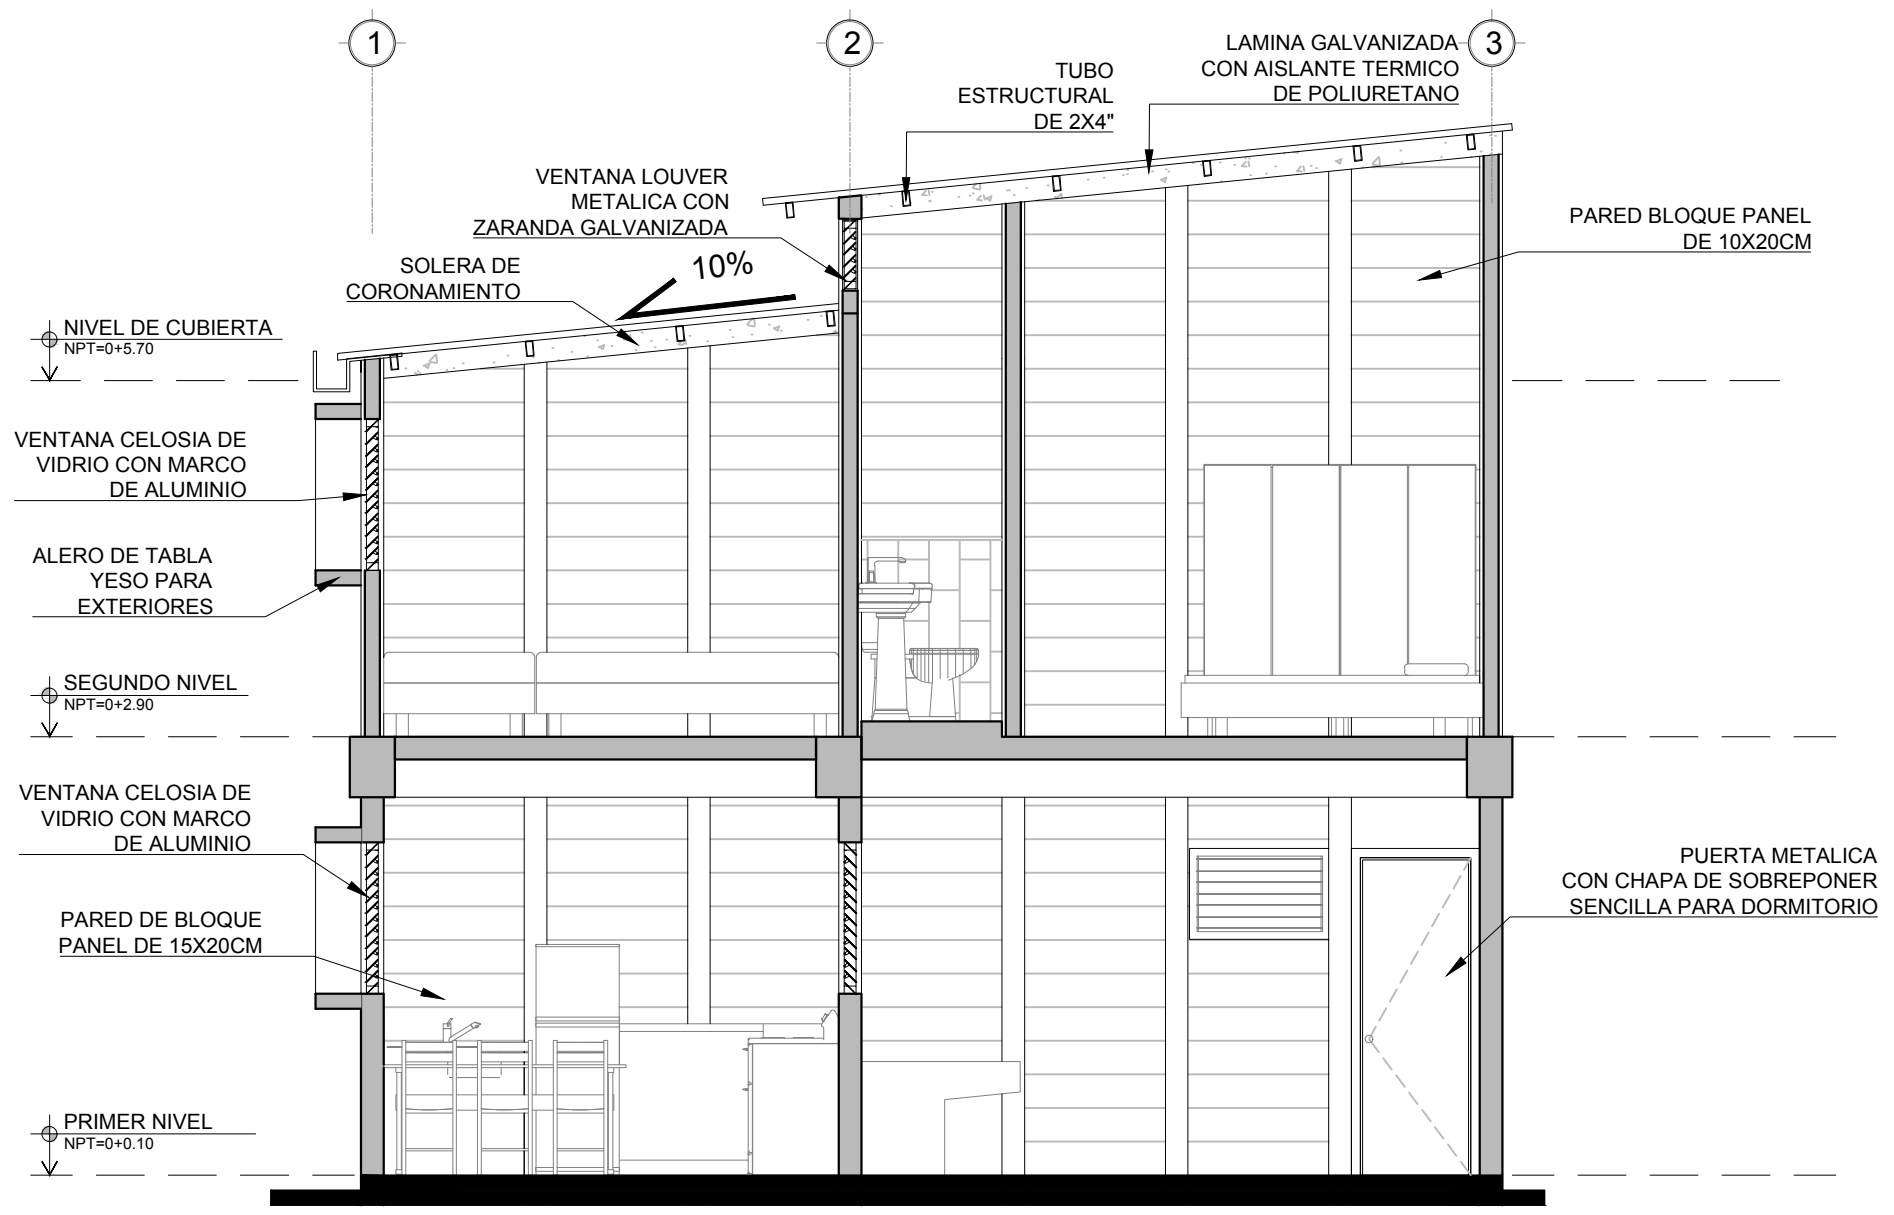 1
2
3
LAMINA GALVANIZADA
CON AISLANTE TERMICO
DE POLIURETANO
TUBO
ESTRUCTURAL
DE 2X4"
VENTANA LOUVER
METALICA CON
ZARANDA GALVANIZADA
PARED BLOQUE PANEL
DE 10X20CM
10%
SOLERA DE
CORONAMIENTO
NIVEL DE CUBIERTA
NPT=0+5.70
VENTANA CELOSIA DE
VIDRIO CON MARCO
DE ALUMINIO
ALERO DE TABLA
YESO PARA
EXTERIORES
SEGUNDO NIVEL
NPT=0+2.90
VENTANA CELOSIA DE
VIDRIO CON MARCO
DE ALUMINIO
PUERTA METALICA
CON CHAPA DE SOBREPONER
SENCILLA PARA DORMITORIO
PARED DE BLOQUE
PANEL DE 15X20CM
PRIMER NIVEL
NPT=0+0.10